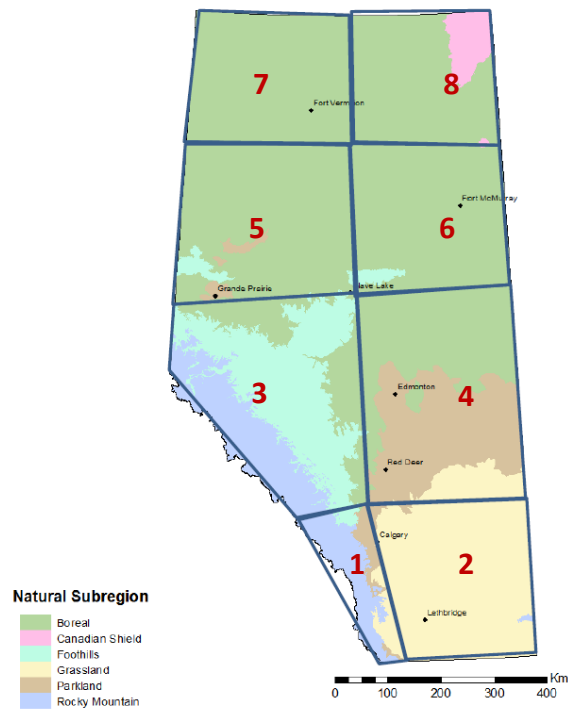 7
8
Fort Vermilion
5
6
Fort McMurray
Grande Prairie
Slave Lake
3
4
Edmonton
Red Deer
1
2
Calgary
Lethbridge
Natural Subregion
Boreal
Canadian Shield
Foothills
Grassland
Parkland
Rocky Mountain
Km
0 50 100 200 300 400